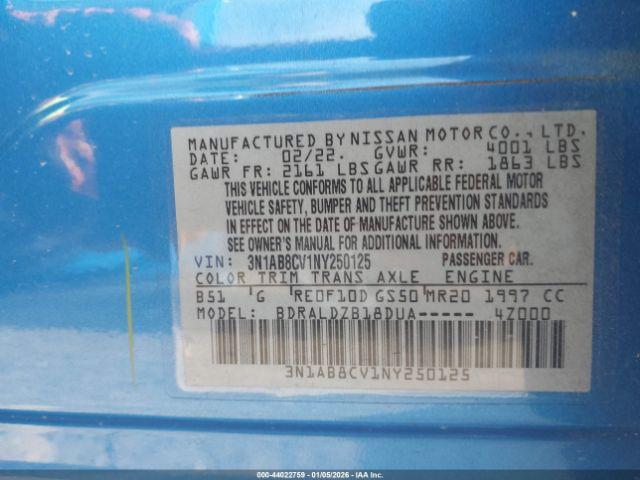 MANUFACTURED BY NISSAN MOTOR CO., LTD.
DATE: 02/22. GVWR: 4001 LBS
GAWR FR: 2161 LBS GAWR RR: 1863 LBS
THIS VEHICLE CONFORMS TO ALL APPLICABLE FEDERAL MOTOR
VEHICLE SAFETY, BUMPER AND THEFT PREVENTION STANDARDS
IN EFFECT ON THE DATE OF MANUFACTURE SHOWN ABOVE.
SEE OWNER'S MANUAL FOR ADDITIONAL INFORMATION.
VIN: 3N1AB8CV1NY250125 PASSENGER CAR.
COLOR TRIM TRANS AXLE ENGINE
B51 G RE0F10D GS50 MR20 1997 CC
MODEL: BDRALDZB18DUA----- 4Z000
3N1AB8CV1NY250125
000-44022759 - 01/05/2026 - IAA Inc.